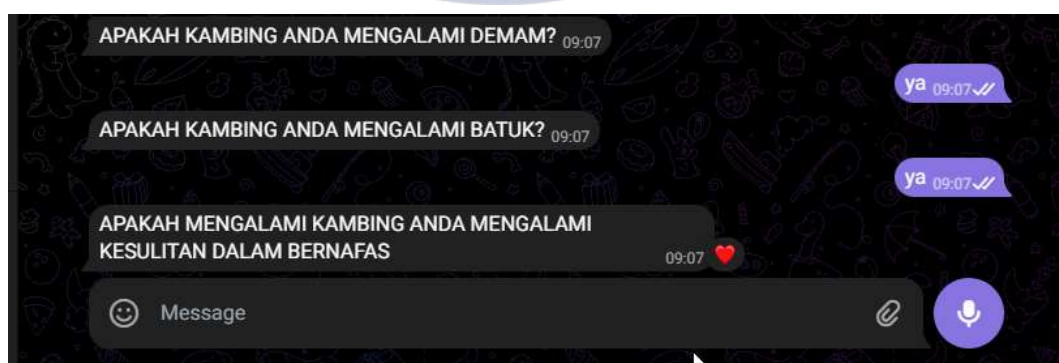 APAKAH KAMBING ANDA MENGALAMI DEMAM? 09:07
ya 09:07
APAKAH KAMBING ANDA MENGALAMI BATUK? 09:07
ya 09:07
APAKAH MENGALAMI KAMBING ANDA MENGALAMI
KESULITAN DALAM BERNAFAS 09:07
Message